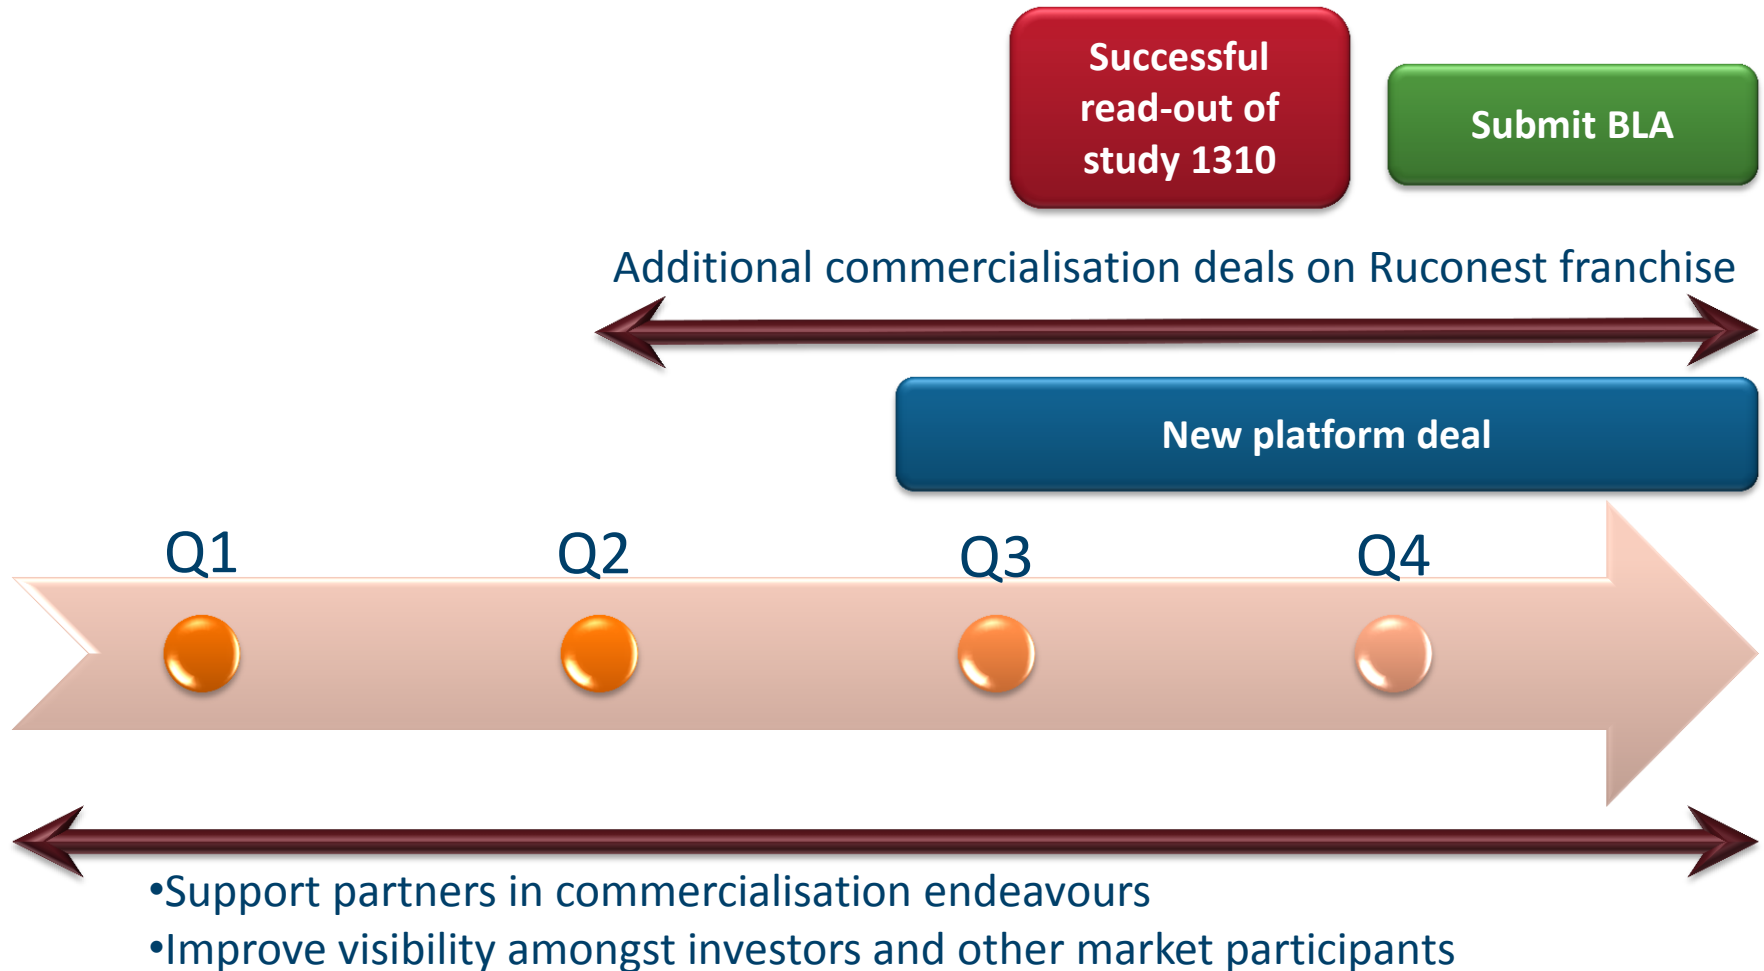 Successful
read-out of
study 1310
Submit BLA
Additional commercialisation deals on Ruconest franchise
New platform deal
Q1 Q2 Q3 Q4
•Support partners in commercialisation endeavours
•Improve visibility amongst investors and other market participants